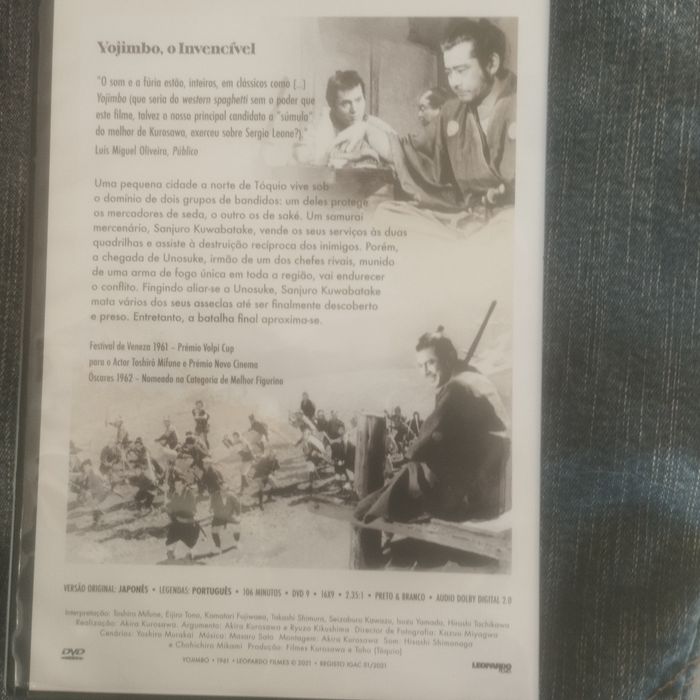 Yojimbo, o Invencível
"O som e a fúria estão, inteiros, em clássicos como [...]
Yojimbo (que seria do western spaghetti sem o poder que
este filme, talvez o nosso principal candidato a "súmula"
do melhor de Kurosawa, exerceu sobre Sergio Leone?)."
Luís Miguel Oliveira, Público
Uma pequena cidade a norte de Tóquio vive sob
o domínio de dois grupos de bandidos: um deles protege
os mercadores de seda, o outro os de saké. Um samurai
mercenário, Sanjuro Kuwabatake, vende os seus serviços às duas
quadrilhas e assiste à destruição recíproca dos inimigos. Porém,
a chegada de Unosuke, irmão de um dos chefes rivais, munido
de uma arma de fogo única em toda a região, vai endurecer
o conflito. Fingindo aliar-se a Unosuke, Sanjuro Kuwabatake
mata vários dos seus asseclas até ser finalmente descoberto
e preso. Entretanto, a batalha final aproxima-se.
Festival de Veneza 1961 - Prémio Volpi Cup
para o Actor Toshirô Mifune e Prémio Novo Cinema
Óscares 1962 - Nomeado na Categoria de Melhor Figurino
VERSÃO ORIGINAL: JAPONÊS • LEGENDAS: PORTUGUÊS • 106 MINUTOS • DVD 9 • 16X9 • 2.35:1 • PRETO & BRANCO • AUDIO DOLBY DIGITAL 2.0
Interpretação: Toshiro Mifune, Eijiro Tono, Kamatari Fujiwara, Takashi Shimura, Seizaburo Kawazu, Isuzu Yamada, Hiroshi Tachikawa
Realização: Akira Kurosawa Argumento: Akira Kurosawa e Ryuzo Kikushima Director de Fotografia: Kazuo Miyagwa
Cenários: Yoshiro Murakai Música: Masaru Sato Montagem: Akira Kurosawa Som: Hisashi Shimonaga
e Chohichiro Mikami Produção: Filmes Kurosawa e Toho (Tóquio)
DVD
YOJIMBO • 1961 • LEOPARDO FILMES © 2021 • REGISTO IGAC 81/2021
LEOPARDO